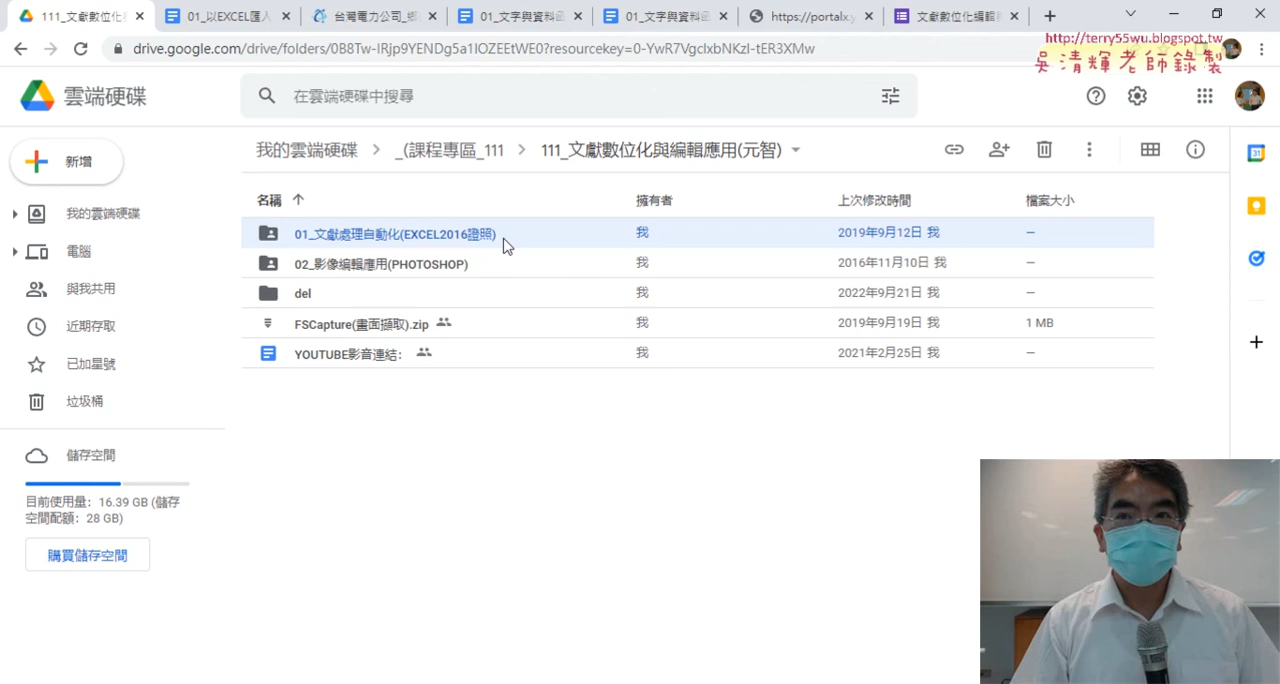 111_文獻數位化
01_以EXCEL匯入
台灣電力公司_
01_文字與資料
01_文字與資料
https://portalx.y
文獻數位化編輯
drive.google.com/drive/folders/0B8Tw-IRjp9YENDg5a1lOZEEtWE0?resourcekey=0-YwR7VgclxbNKzl-tER3XMw
http://terry55wu.blogspot.tw
吳清輝老師錄製
雲端硬碟
在雲端硬碟中搜尋
新增
我的雲端硬碟 > _(課程專區_111 > 111_文獻數位化與編輯應用(元智)
名稱 擁有者 上次修改時間 檔案大小
我的雲端硬碟
01_文獻處理自動化(EXCEL2016證照) 我 2019年9月12日 我 –
電腦
02_影像編輯應用(PHOTOSHOP) 我 2016年11月10日 我 –
與我共用
del 我 2022年9月21日 我 –
近期存取
FSCapture(畫面擷取).zip 我 2019年9月19日 我 1 MB
已加星號
YOUTUBE影音連結： 我 2021年2月25日 我 –
垃圾桶
儲存空間
目前使用量：16.39 GB (儲存
空間配額：28 GB)
購買儲存空間
31